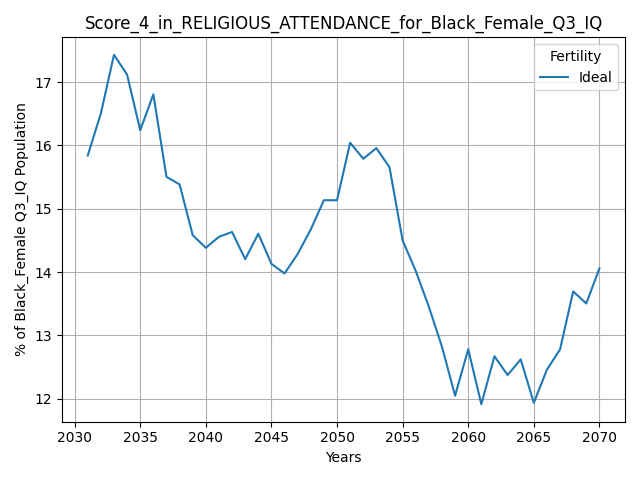 Score_4_in_RELIGIOUS_ATTENDANCE_for_Black_Female_Q3_IQ
Fertility
Ideal
% of Black_Female Q3_IQ Population
17
16
15
14
13
12
2030 2035 2040 2045 2050 2055 2060 2065 2070
Years